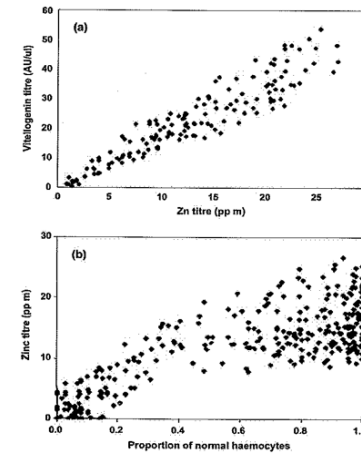 (a)
Vitellogenin titre (AU/ul)
60
50
40
30
20
10
0
0 5 10 15 20 25
Zn titre (pp m)
(b)
Zinc titre (pp m)
30
20
10
0
0.0 0.2 0.4 0.6 0.8 1.
Proportion of normal haemocytes